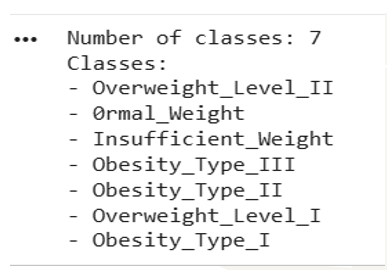 ••• Number of classes: 7
Classes:
- Overweight_Level_II
- 0rmal_Weight
- Insufficient_Weight
- Obesity_Type_III
- Obesity_Type_II
- Overweight_Level_I
- Obesity_Type_I